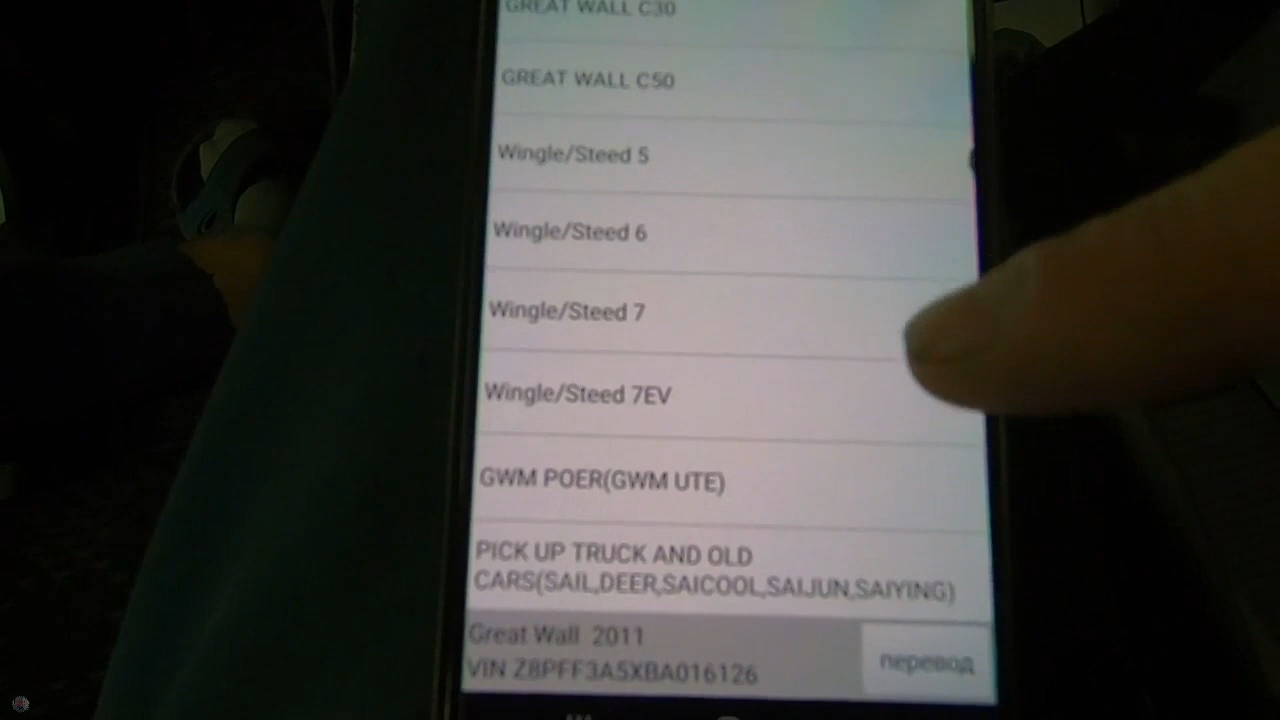 GREAT WALL C30
GREAT WALL C50
Wingle/Steed 5
Wingle/Steed 6
Wingle/Steed 7
Wingle/Steed 7EV
GWM POER(GWM UTE)
PICK UP TRUCK AND OLD
CARS(SAIL,DEER,SAICOOL,SAIJUN,SAIYING)
Great Wall 2011
VIN Z8PFF3A5XBA016126
перевод